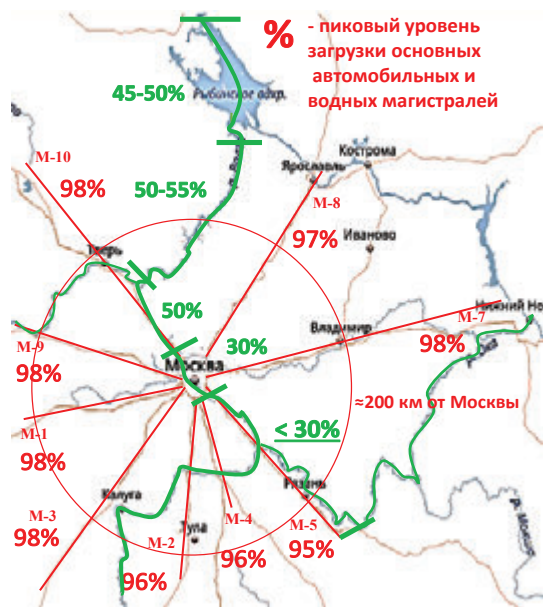 % - пиковый уровень
загрузки основных
автомобильных и
водных магистралей
45-50%
Рыбинское вдхр.
М-10
98%
50-55%
Ярославль
Кострома
М-8
97%
Иваново
Тверь
50%
30%
М-7
Нижний Но
Владимир
98%
р. Ока
М-9
98%
Москва
≈200 км от Москвы
М-1
98%
< 30%
Калуга
Рязань
М-3
98%
Тула
М-4
М-5
М-2
96%
96%
95%
р. Мокша